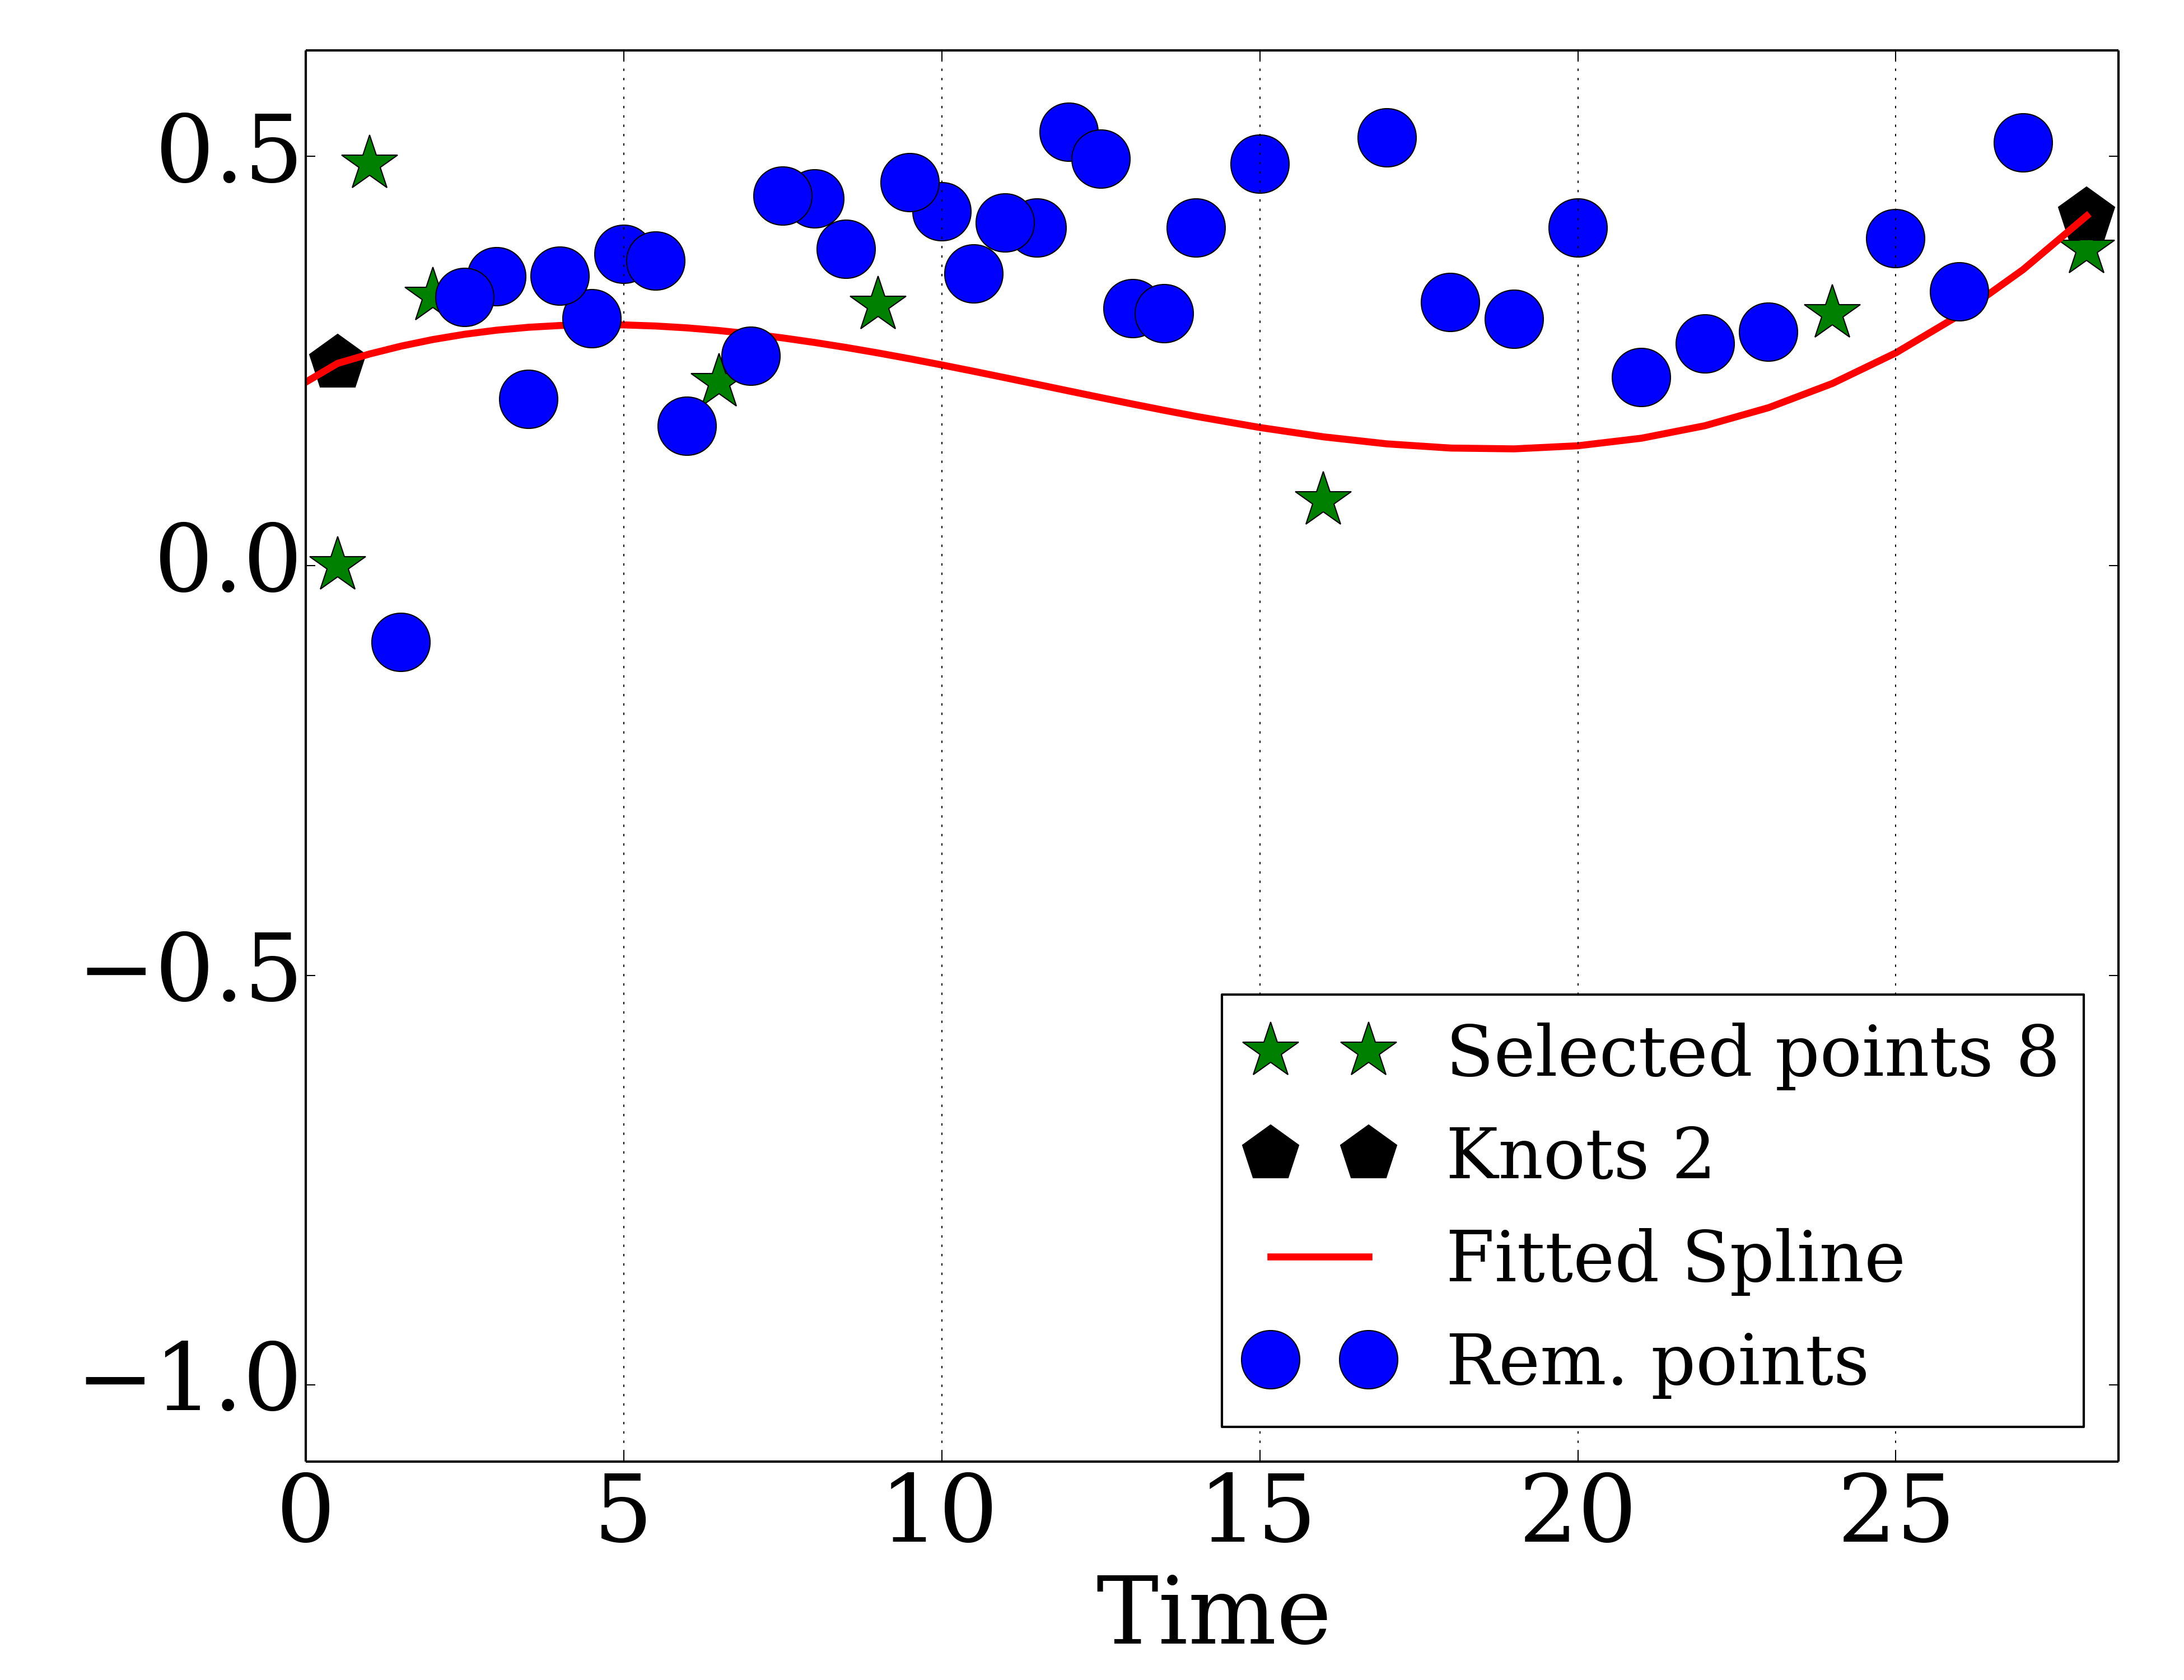 0.5
0.0
−0.5
−1.0
Selected points 8
Knots 2
Fitted Spline
Rem. points
0 5 10 15 20 25
Time